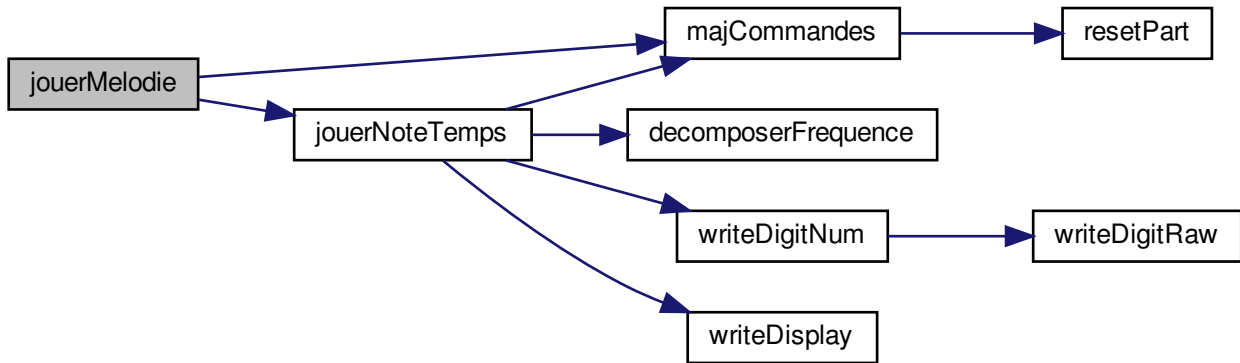 majCommandes
resetPart
jouerMelodie
jouerNoteTemps
decomposerFrequence
writeDigitNum
writeDigitRaw
writeDisplay